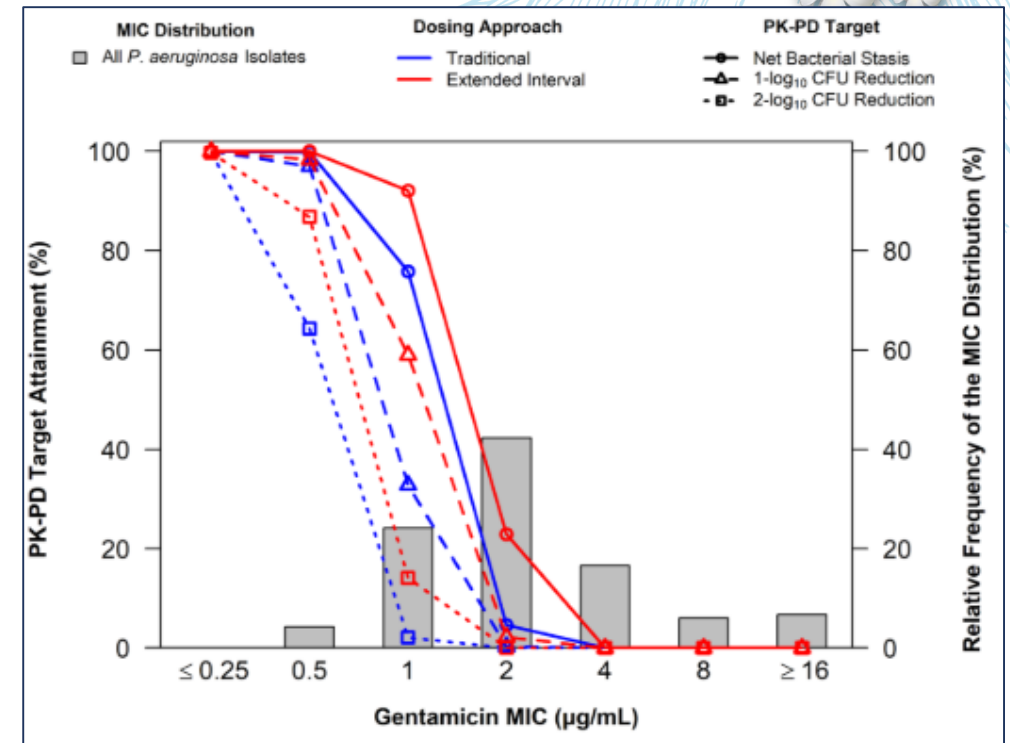 MIC Distribution
All P. aeruginosa Isolates
Dosing Approach
Traditional
Extended Interval
PK-PD Target
Net Bacterial Stasis
1-log₁₀ CFU Reduction
2-log₁₀ CFU Reduction
PK-PD Target Attainment (%)
100
80
60
40
20
0
100
80
60
40
20
0
Relative Frequency of the MIC Distribution (%)
≤ 0.25 0.5 1 2 4 8 ≥ 16
Gentamicin MIC (µg/mL)